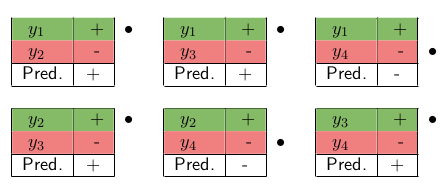 y1 +
y2 -
Pred. +
y1 +
y3 -
Pred. +
y1 +
y4 -
Pred. -
y2 +
y3 -
Pred. +
y2 +
y4 -
Pred. -
y3 +
y4 -
Pred. +